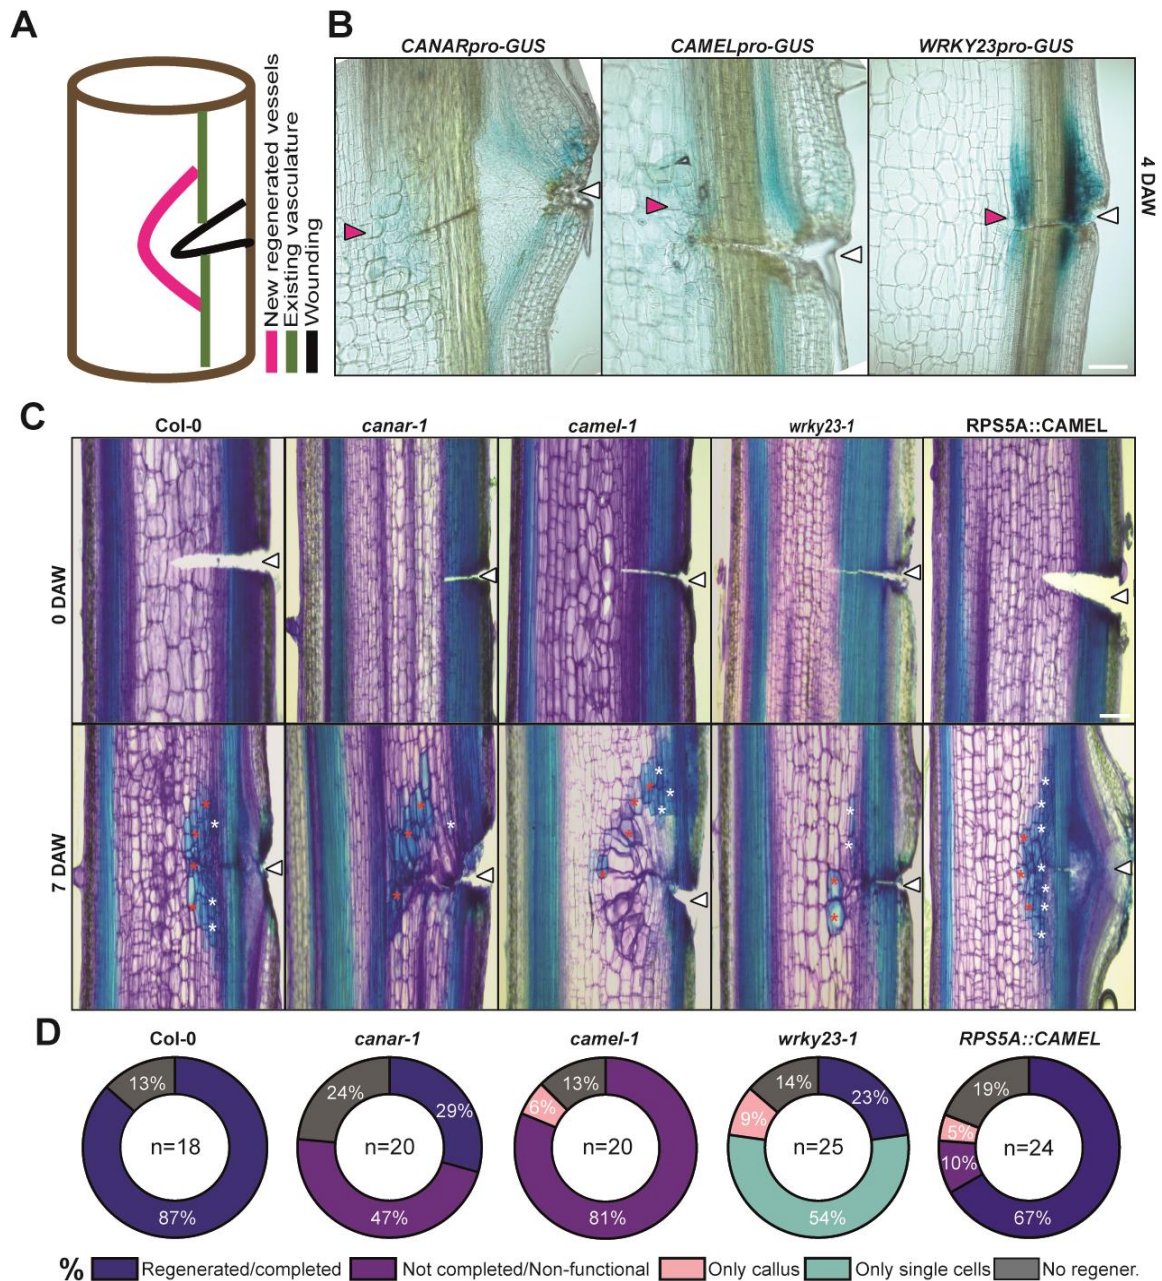 A
New regenerated vessels
Existing vasculature
Wounding
B
CANARpro-GUS CAMELpro-GUS WRKY23pro-GUS
4 DAW
C
Col-0 canar-1 camel-1 wrky23-1 RPS5A::CAMEL
0 DAW
* * * * * * *
* * * *
* * * * * * *
* * * *
* * * * * * * * * * *
7 DAW
D
Col-0 canar-1 camel-1 wrky23-1 RPS5A::CAMEL
13% 87% n=18
24% 29% 47% n=20
13% 6% 81% n=20
14% 23% 9% 54% n=25
19% 5% 10% 67% n=24
% Regenerated/completed Not completed/Non-functional Only callus Only single cells No regener.